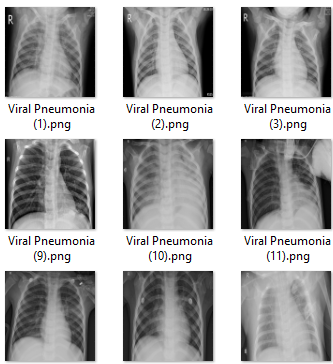 R
R
R
Viral Pneumonia
(1).png
Viral Pneumonia
(2).png
Viral Pneumonia
(3).png
Viral Pneumonia
(9).png
Viral Pneumonia
(10).png
Viral Pneumonia
(11).png